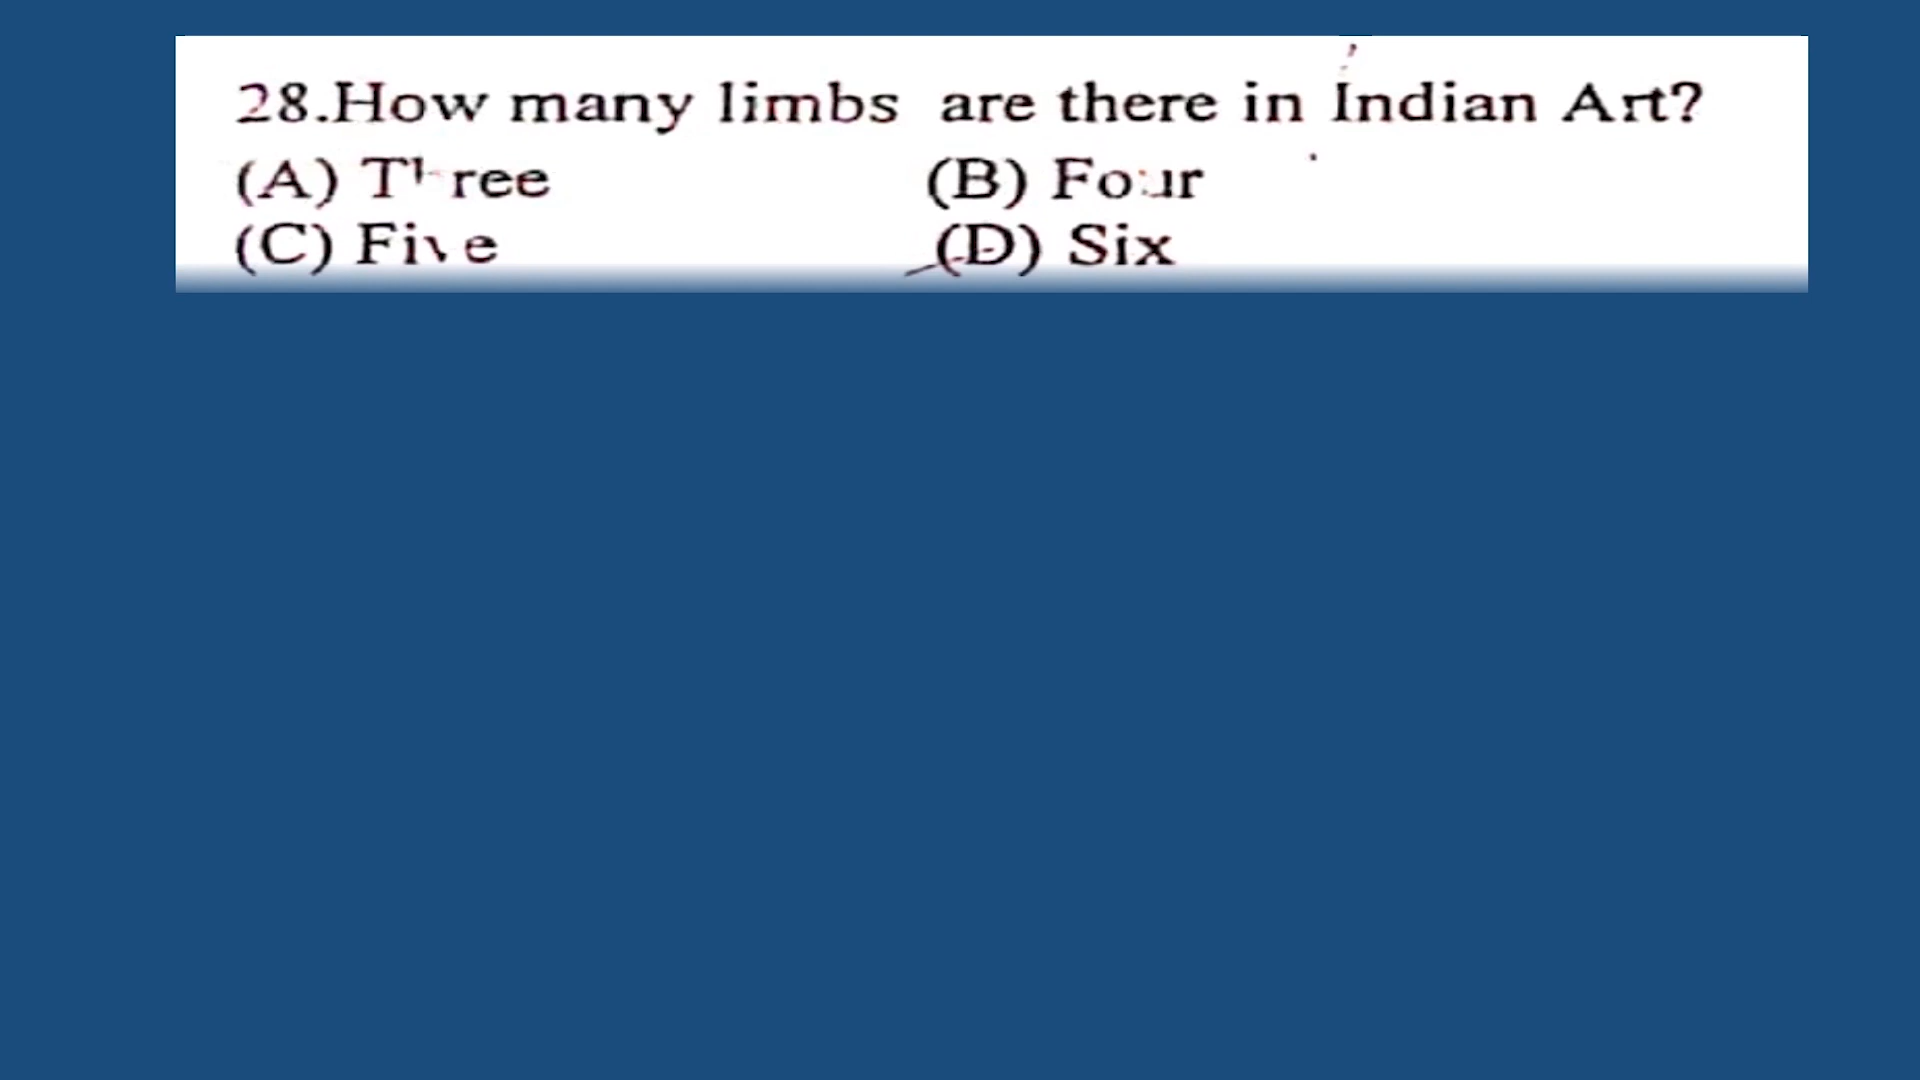 28.How many limbs are there in Indian Art?
(A) Three (B) Four
(C) Five (D) Six